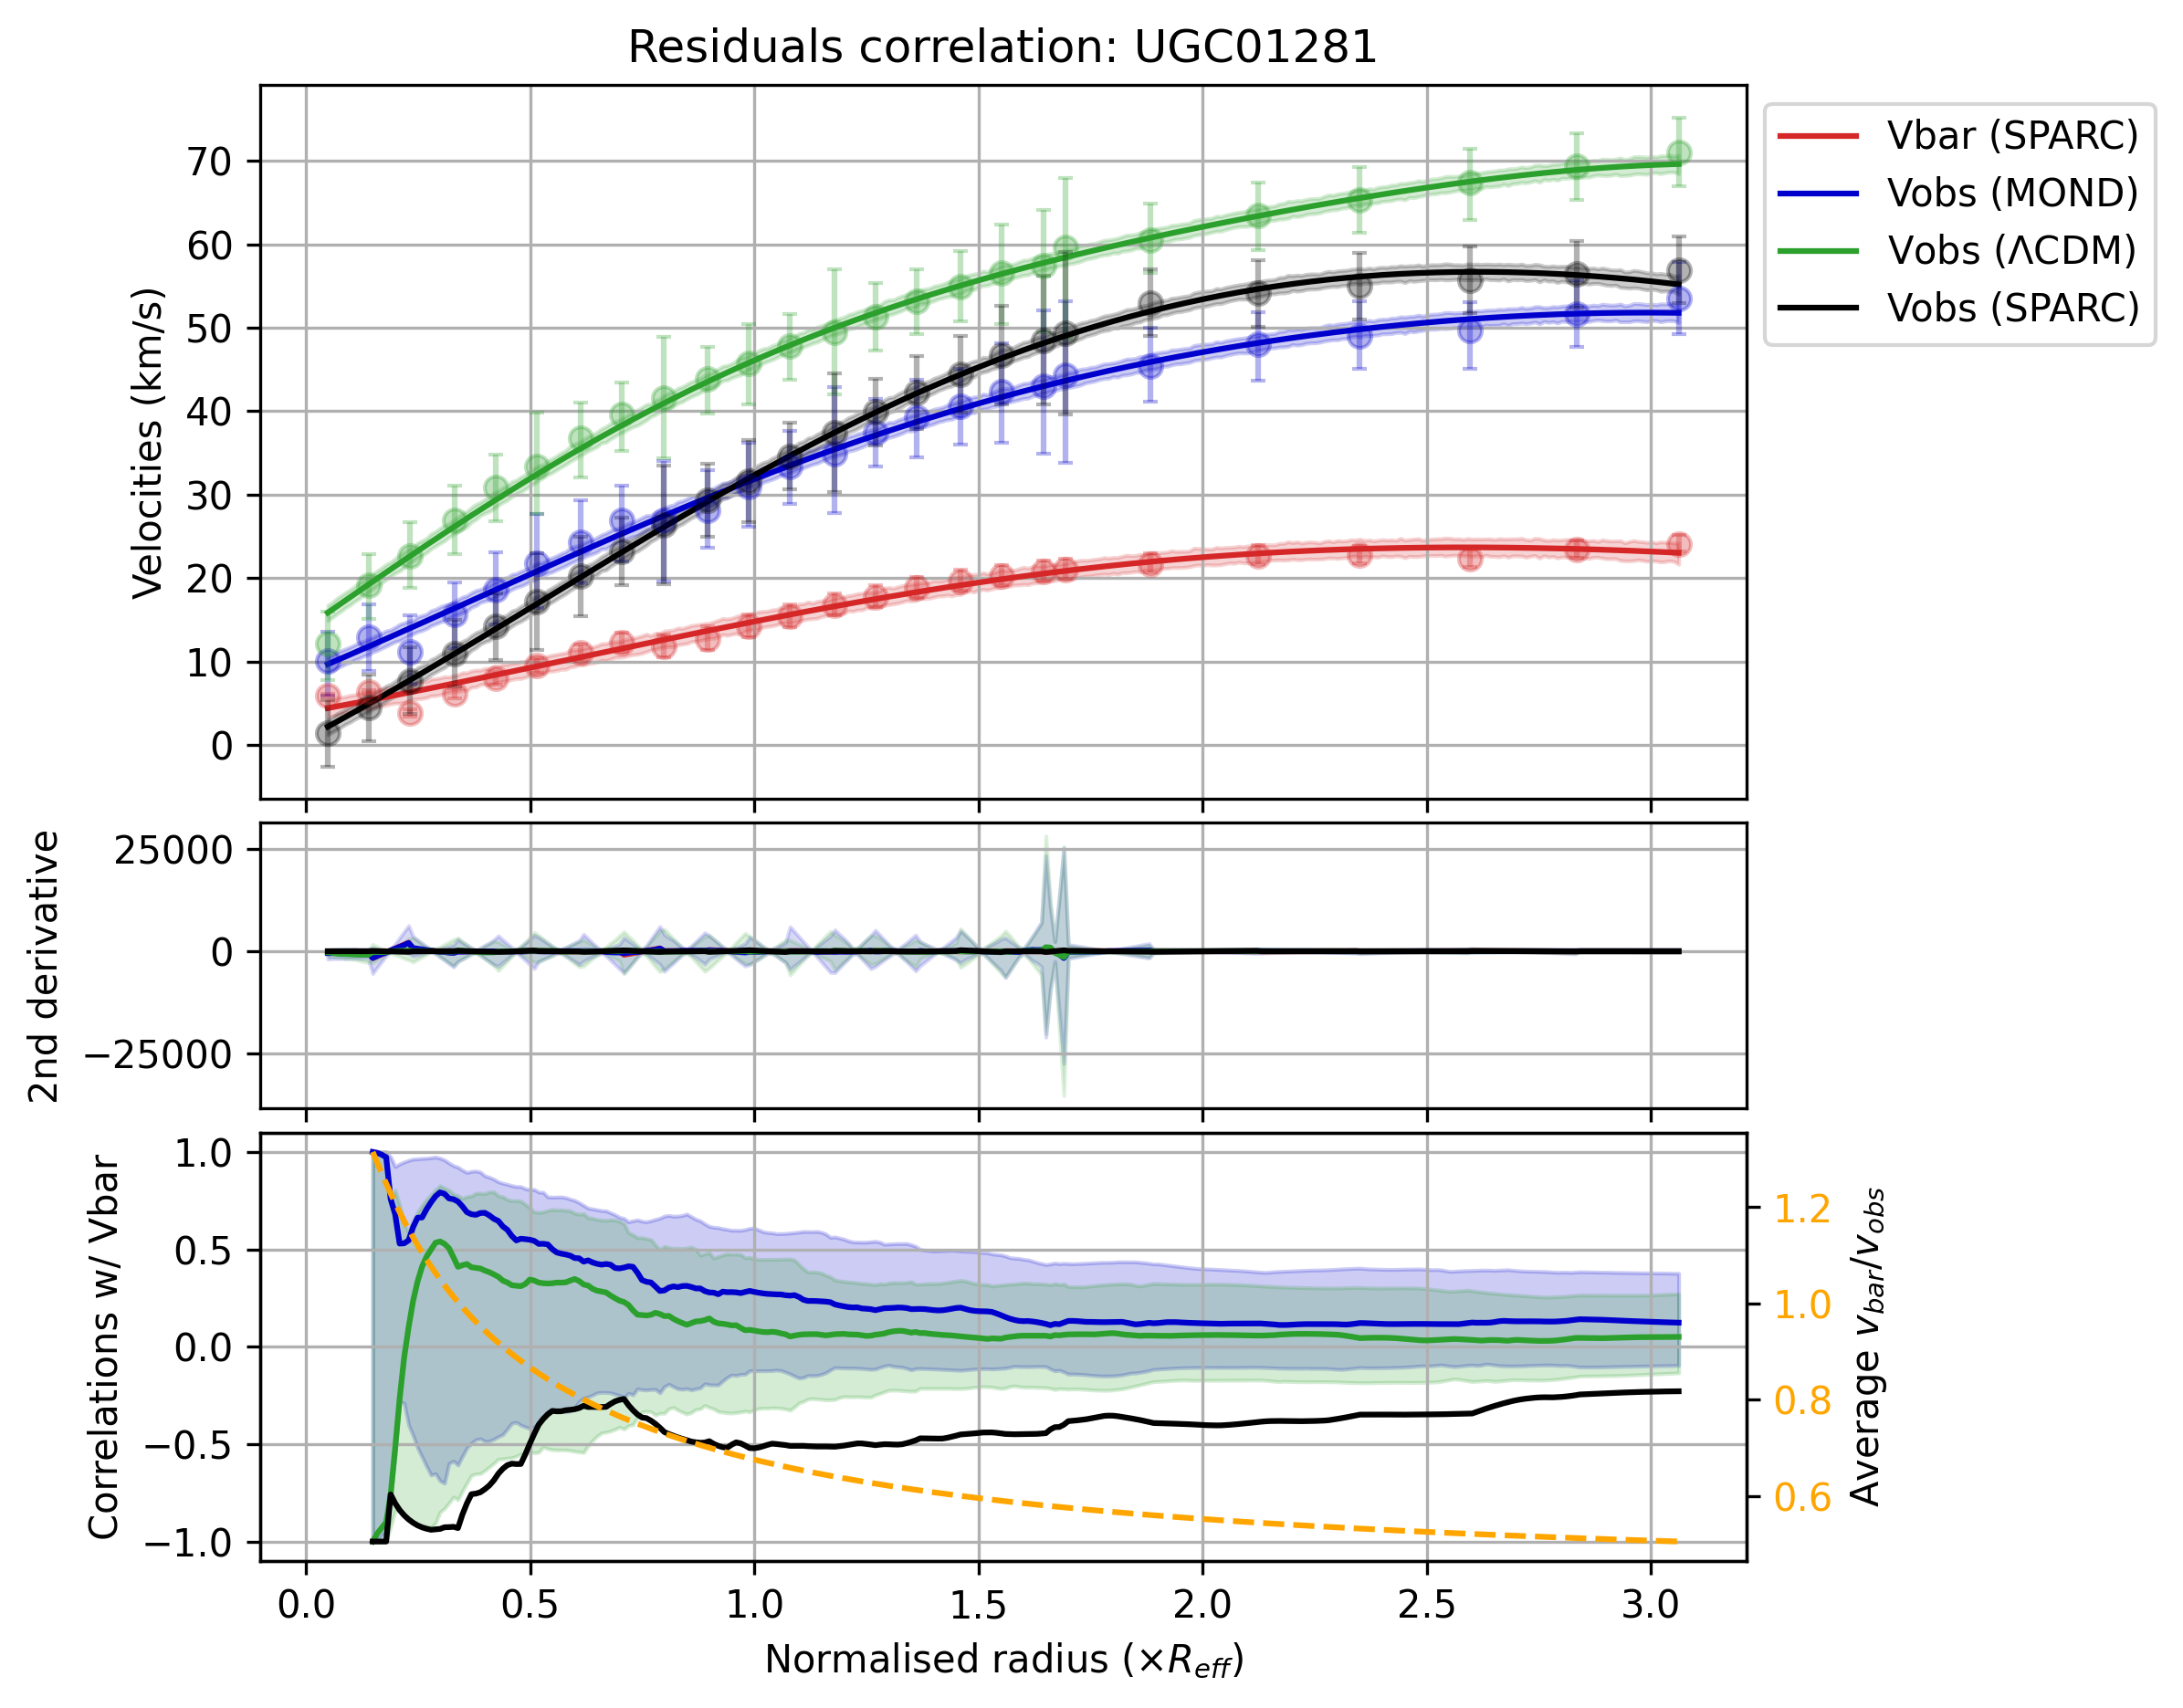 Residuals correlation: UGC01281
Velocities (km/s)
70
60
50
40
30
20
10
0
Vbar (SPARC)
Vobs (MOND)
Vobs (ΛCDM)
Vobs (SPARC)
2nd derivative
25000
0
−25000
Correlations w/ Vbar
1.0
0.5
0.0
−0.5
−1.0
1.2
1.0
0.8
0.6
Average v_bar/v_obs
0.0 0.5 1.0 1.5 2.0 2.5 3.0
Normalised radius (×R_eff)